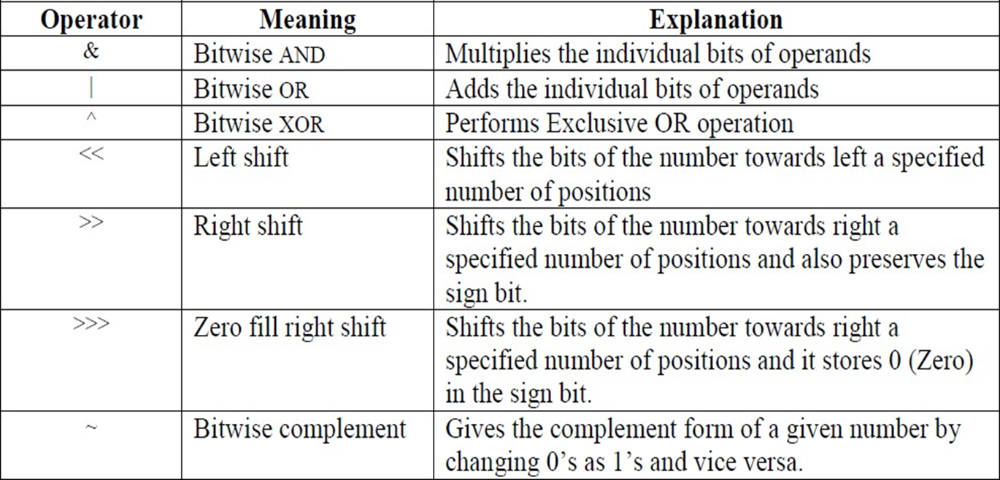 Operator Meaning Explanation
& Bitwise AND Multiplies the individual bits of operands
| Bitwise OR Adds the individual bits of operands
^ Bitwise XOR Performs Exclusive OR operation
<< Left shift Shifts the bits of the number towards left a specified
number of positions
>> Right shift Shifts the bits of the number towards right a
specified number of positions and also preserves the
sign bit.
>>> Zero fill right shift Shifts the bits of the number towards right a
specified number of positions and it stores 0 (Zero)
in the sign bit.
~ Bitwise complement Gives the complement form of a given number by
changing 0’s as 1’s and vice versa.